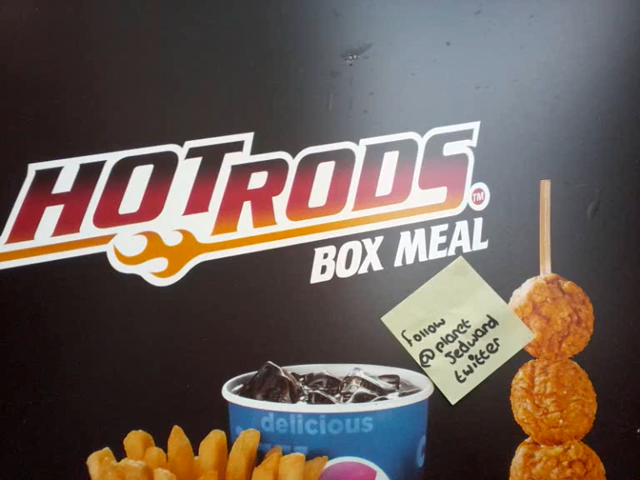 HOTRODS TM
BOX MEAL
Follow
@planet
Jedward
twitter
delicious